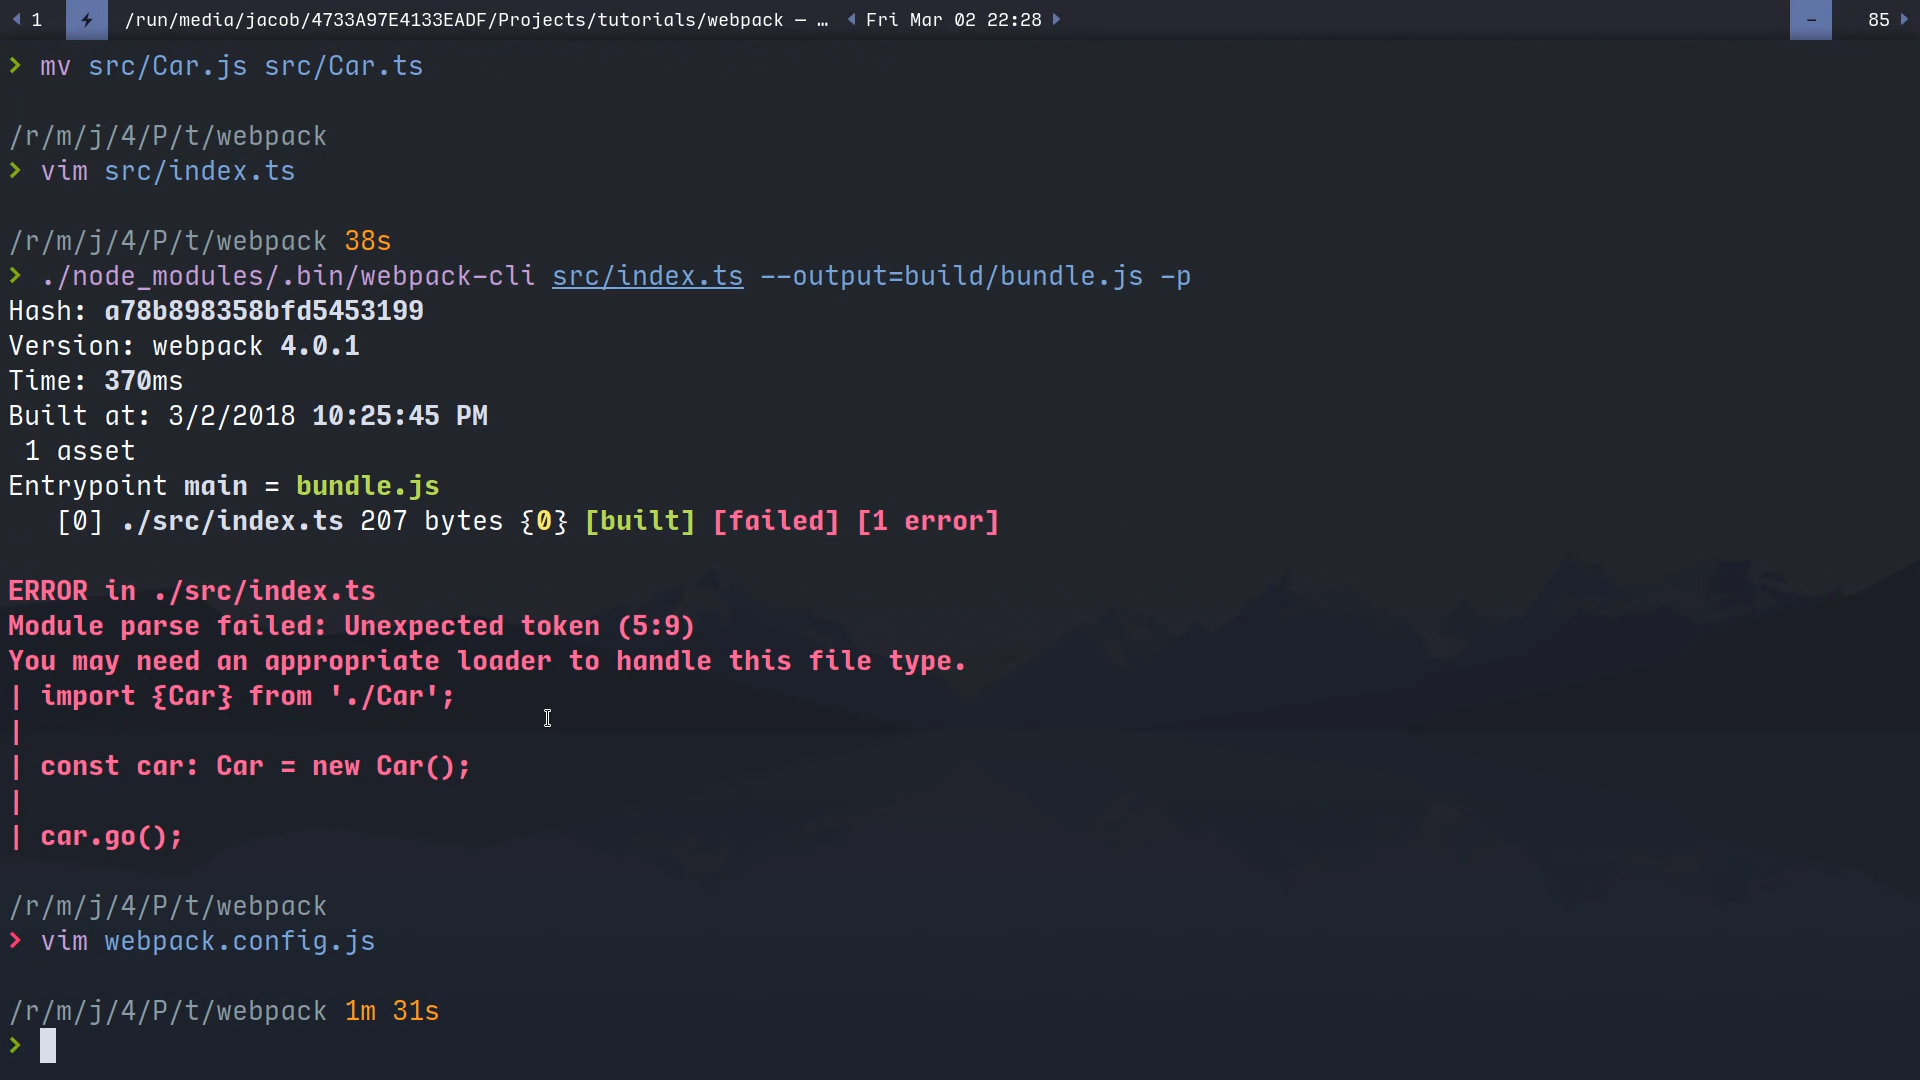 1 /run/media/jacob/4733A97E4133EADF/Projects/tutorials/webpack — … Fri Mar 02 22:28 – 85
> mv src/Car.js src/Car.ts
/r/m/j/4/P/t/webpack
> vim src/index.ts
/r/m/j/4/P/t/webpack 38s
> ./node_modules/.bin/webpack-cli src/index.ts --output=build/bundle.js -p
Hash: a78b898358bfd5453199
Version: webpack 4.0.1
Time: 370ms
Built at: 3/2/2018 10:25:45 PM
1 asset
Entrypoint main = bundle.js
[0] ./src/index.ts 207 bytes {0} [built] [failed] [1 error]
ERROR in ./src/index.ts
Module parse failed: Unexpected token (5:9)
You may need an appropriate loader to handle this file type.
| import {Car} from './Car';
|
| const car: Car = new Car();
|
| car.go();
/r/m/j/4/P/t/webpack
> vim webpack.config.js
/r/m/j/4/P/t/webpack 1m 31s
>